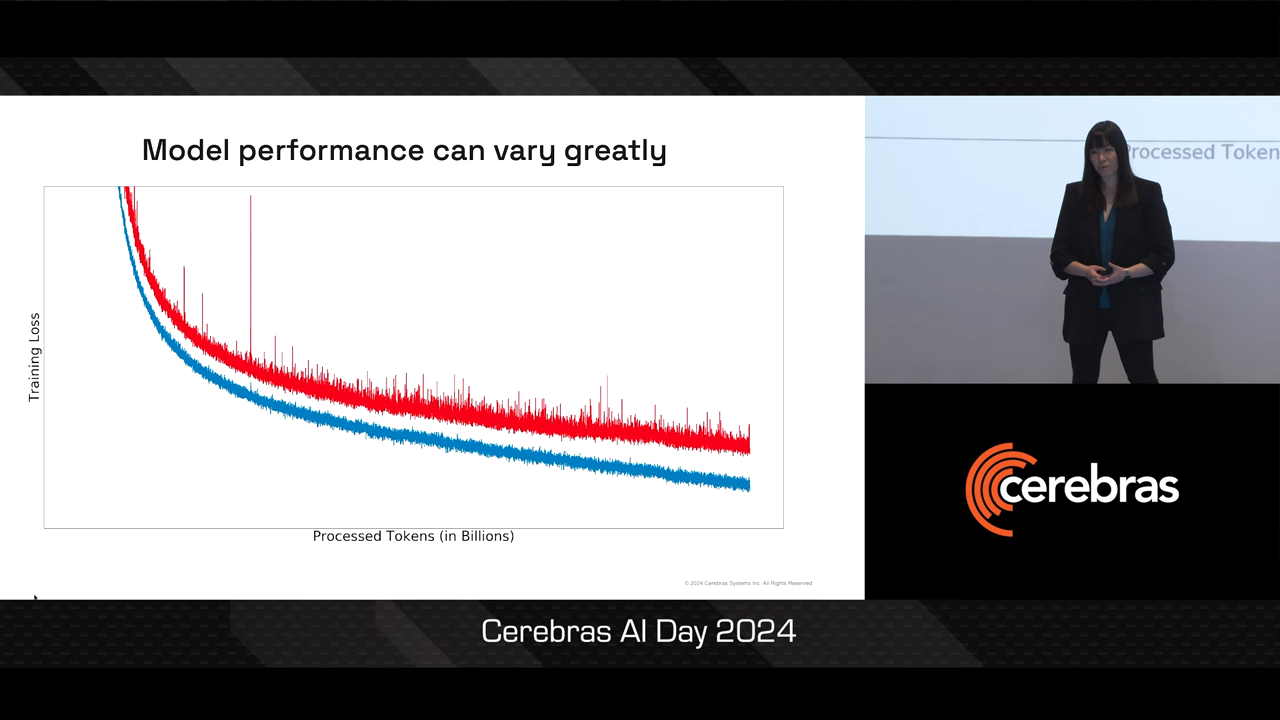 Model performance can vary greatly
Training Loss
Processed Tokens (in Billions)
© 2024 Cerebras Systems Inc. All Rights Reserved
Processed Token
cerebras
Cerebras AI Day 2024